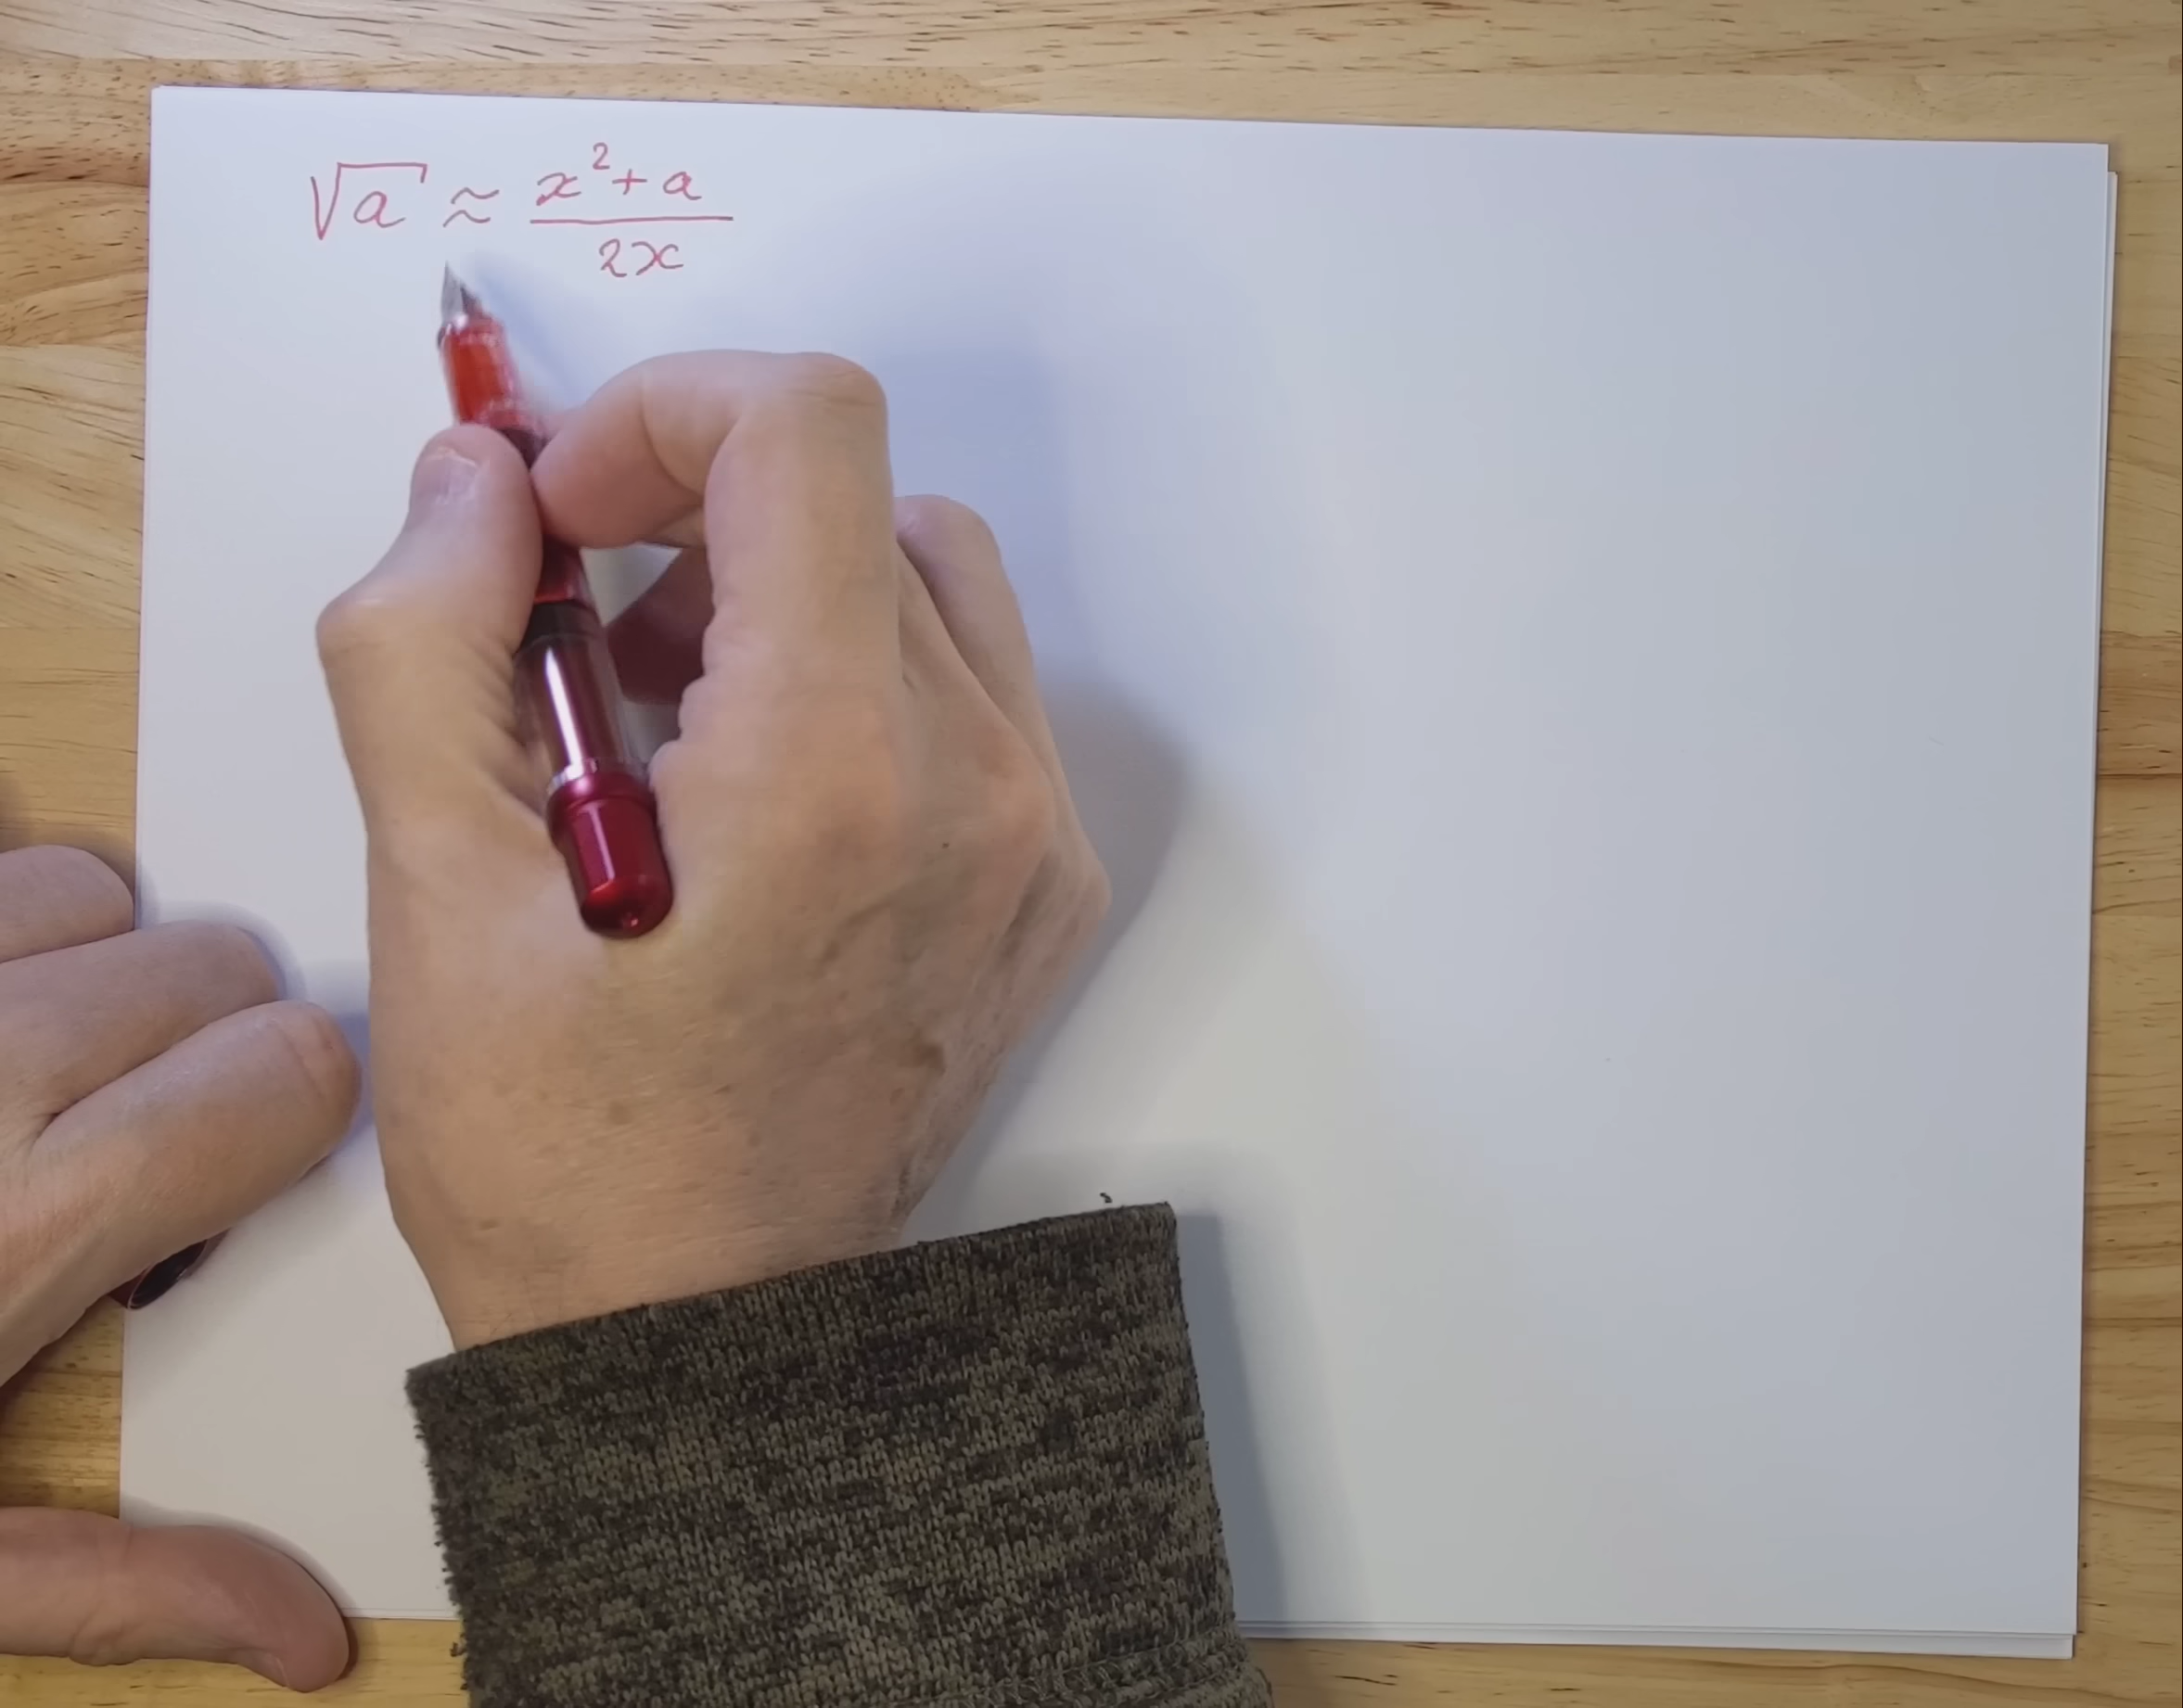 √a ≈ x²+a / 2x